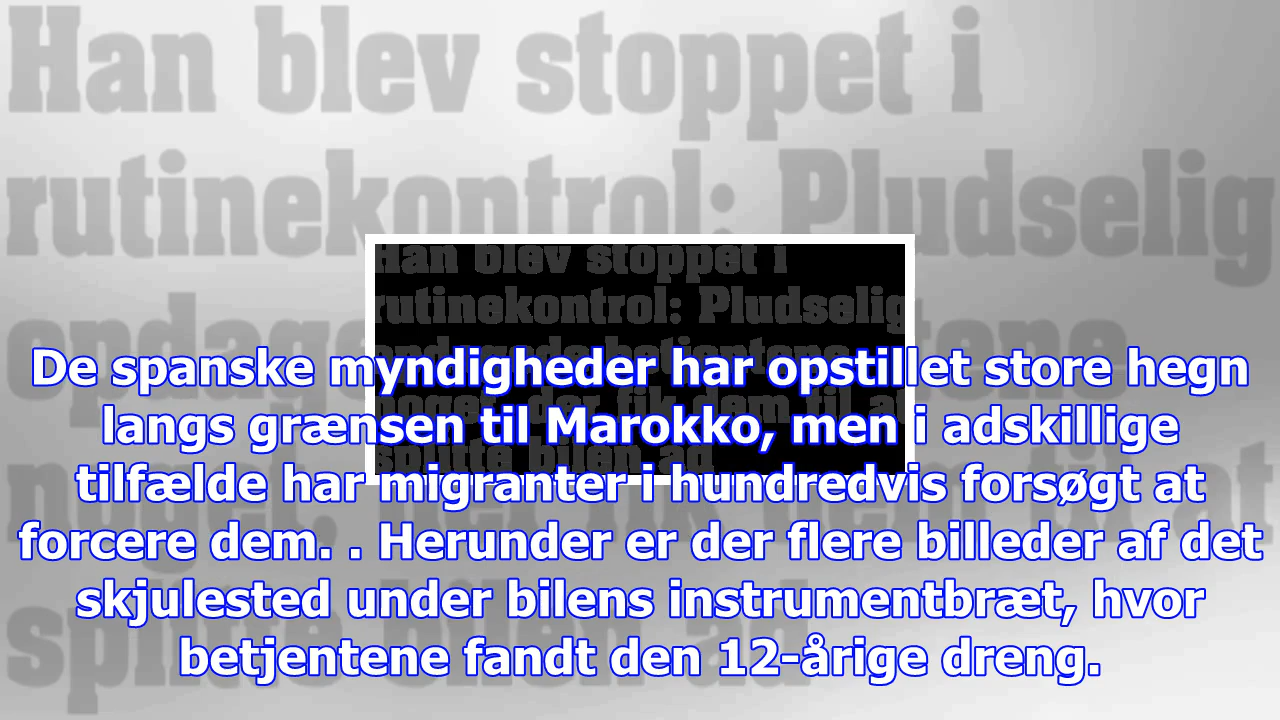 Han blev stoppet i
rutinekontrol: Pludselig
Han blev stoppet i
rutinekontrol: Pludselig
De spanske myndigheder har opstillet store hegn
langs grænsen til Marokko, men i adskillige
tilfælde har migranter i hundredvis forsøgt at
forcere dem. . Herunder er der flere billeder af det
skjulested under bilens instrumentbræt, hvor
betjentene fandt den 12-årige dreng.